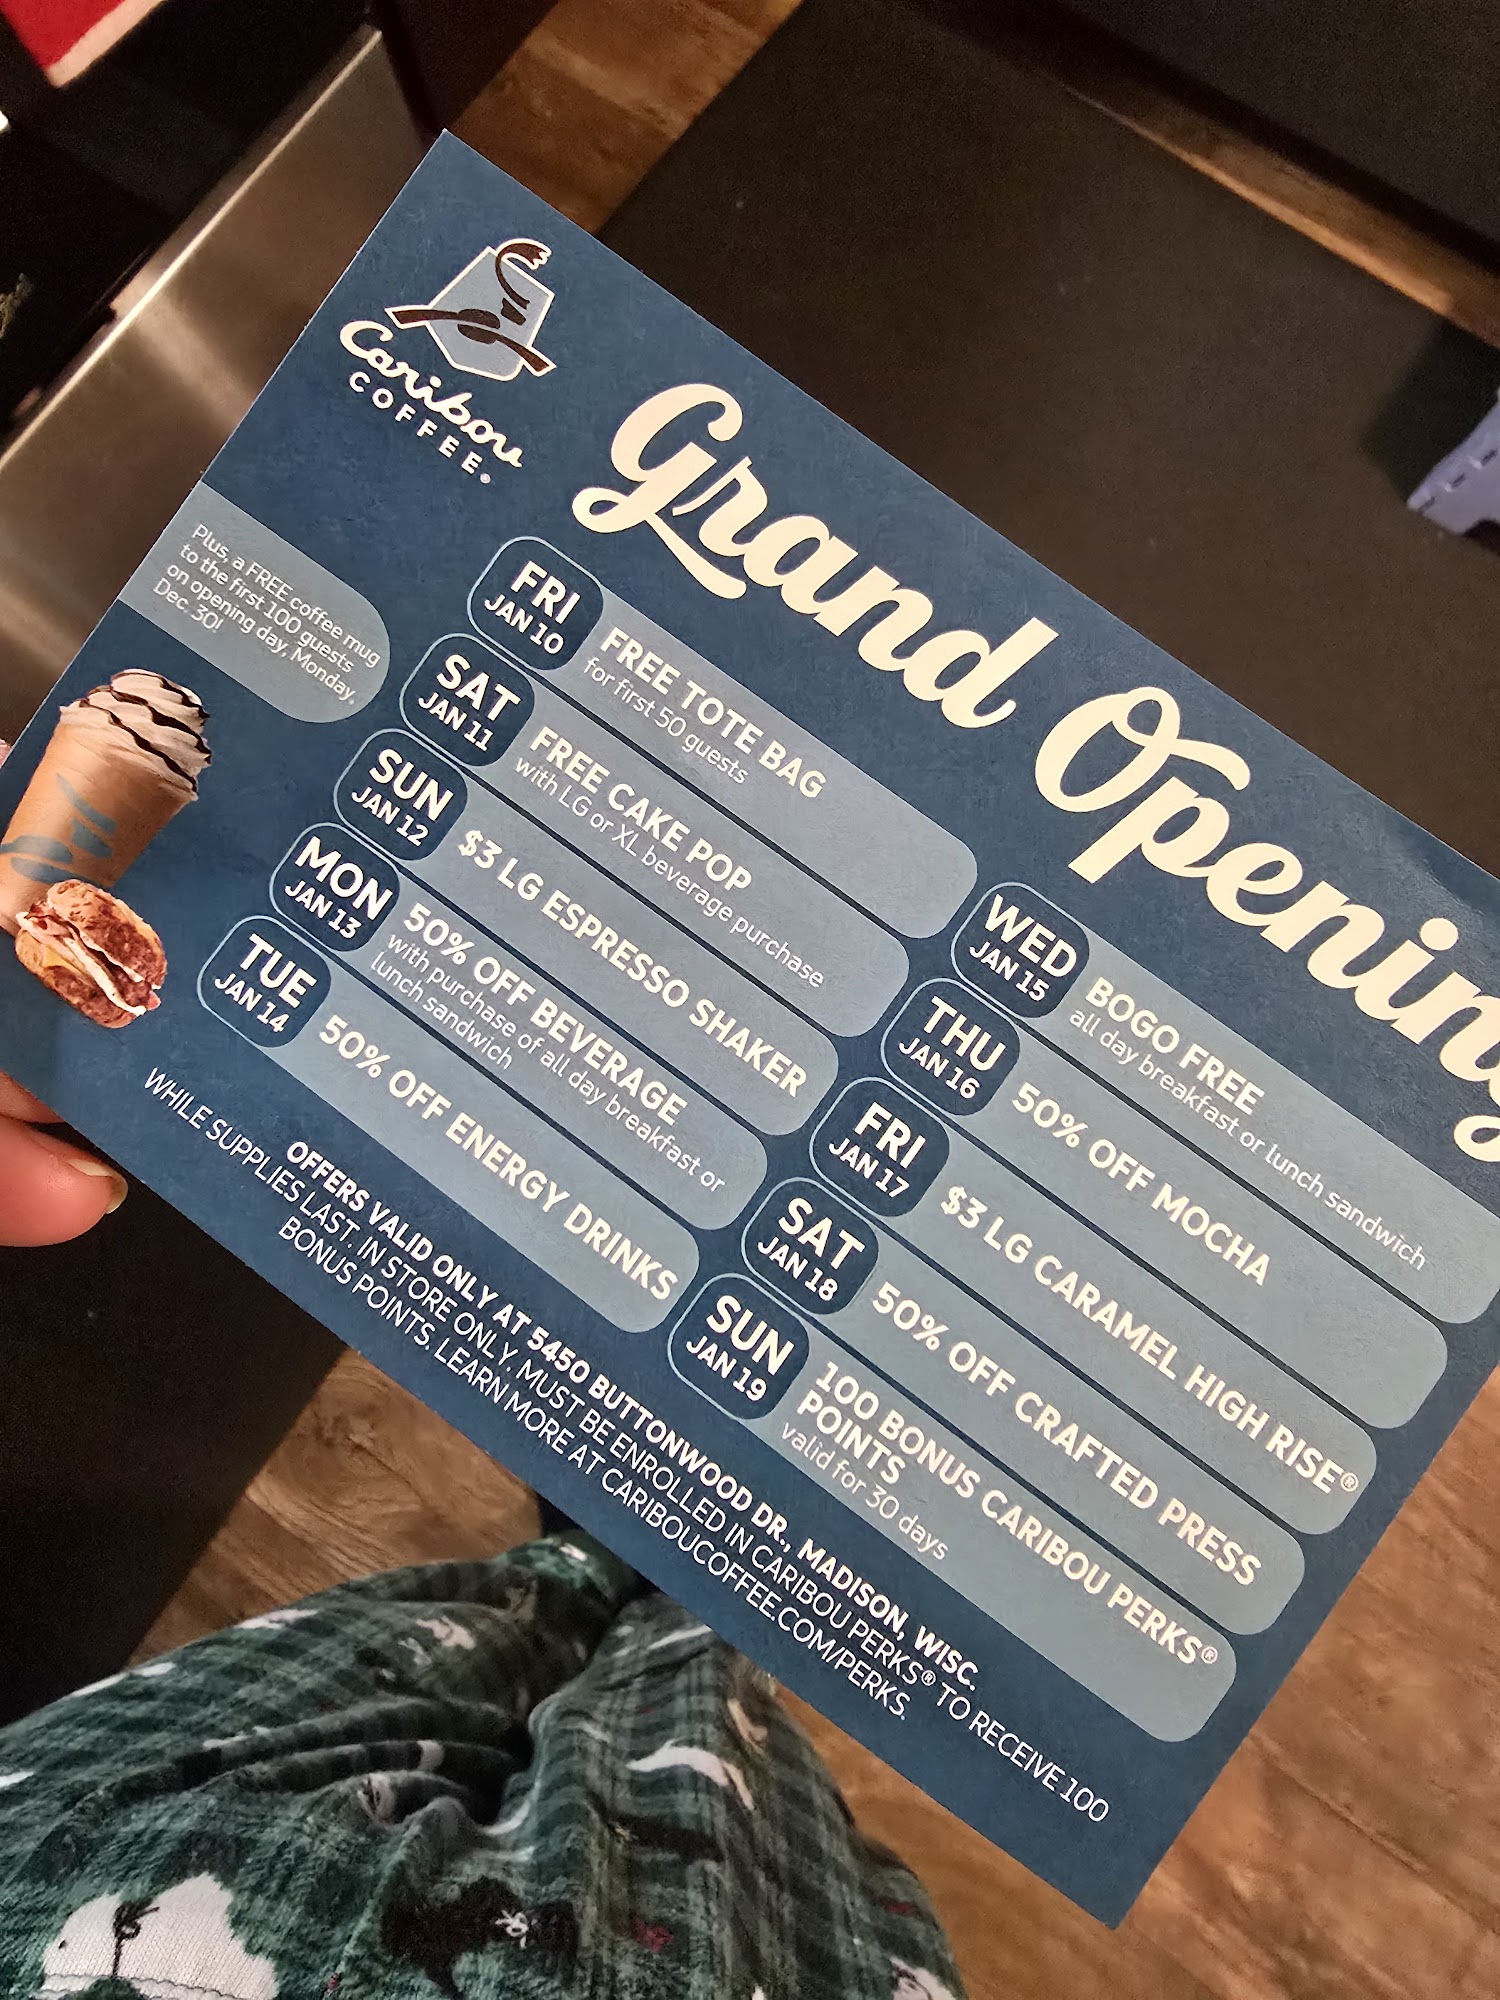 Caribou
COFFEE®
Grand Opening
Plus, a FREE coffee mug
to the first 100 guests
on opening day, Monday,
Dec. 30!
FRI
JAN 10
FREE TOTE BAG
for first 50 guests
SAT
JAN 11
FREE CAKE POP
with LG or XL beverage purchase
SUN
JAN 12
$3 LG ESPRESSO SHAKER
MON
JAN 13
50% OFF BEVERAGE
with purchase of all day breakfast or
lunch sandwich
TUE
JAN 14
50% OFF ENERGY DRINKS
WED
JAN 15
BOGO FREE
all day breakfast or lunch sandwich
THU
JAN 16
50% OFF MOCHA
FRI
JAN 17
$3 LG CARAMEL HIGH RISE®
SAT
JAN 18
50% OFF CRAFTED PRESS
SUN
JAN 19
100 BONUS CARIBOU PERKS®
POINTS
valid for 30 days
OFFERS VALID ONLY AT 5450 BUTTONWOOD DR., MADISON, WISC.
WHILE SUPPLIES LAST. IN STORE ONLY. MUST BE ENROLLED IN CARIBOU PERKS® TO RECEIVE 100
BONUS POINTS. LEARN MORE AT CARIBOUCOFFEE.COM/PERKS.